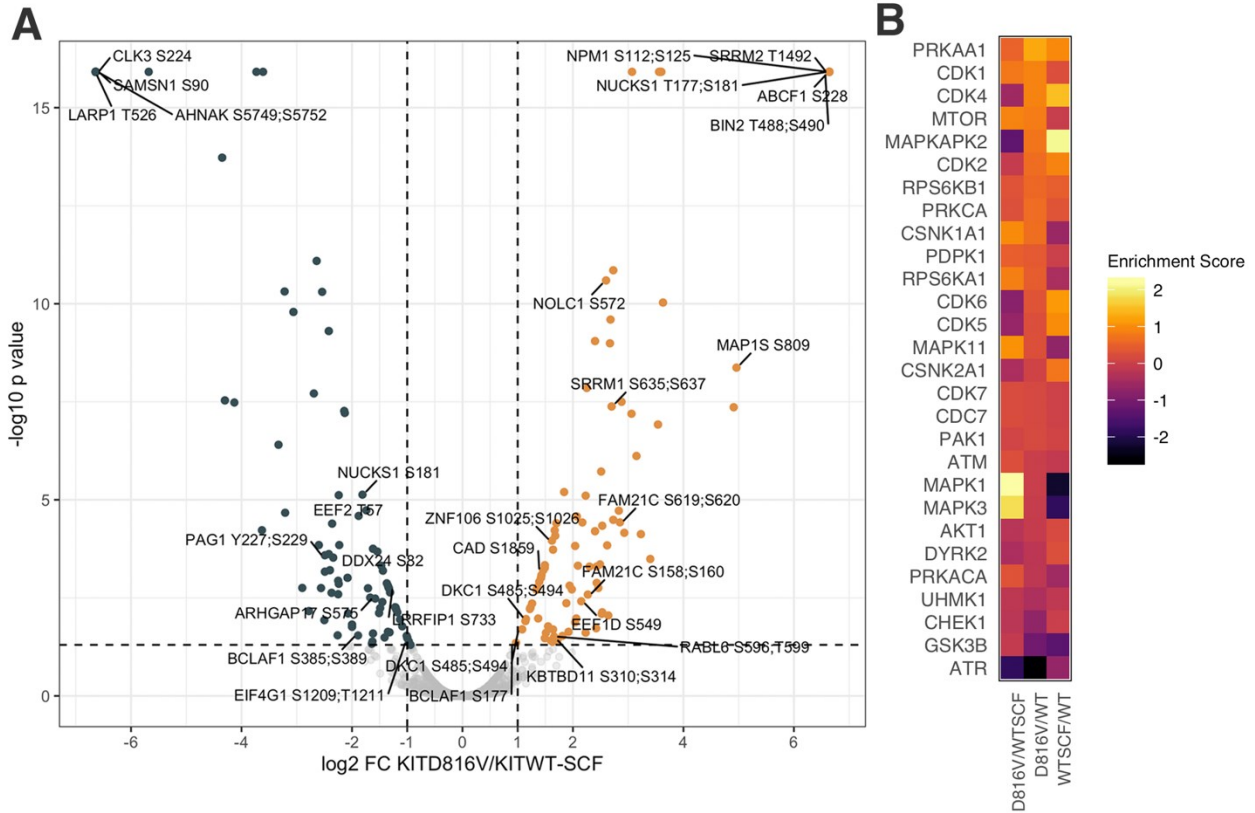 A
CLK3 S224
SAMSN1 S90
LARP1 T526
AHNAK S5749;S5752
NPM1 S112;S125
SRRM2 T1492
NUCKS1 T177;S181
ABCF1 S228
BIN2 T488;S490
NOLC1 S572
MAP1S S809
SRRM1 S635;S637
NUCKS1 S181
EEF2 T57
PAG1 Y227;S229
DDX24 S82
ARHGAP17 S575
LRRFIP1 S733
BCLAF1 S385;S389
EIF4G1 S1209;T1211
ZNF106 S1025;S1026
FAM21C S619;S620
CAD S1859
DKC1 S485;S494
FAM21C S158;S160
EEF1D S549
RABL6 S596;T599
DKC1 S485;S494
KBTBD11 S310;S314
BCLAF1 S177
15
10
5
0
-log10 p value
-6
-4
-2
-1
0
1
2
4
6
log2 FC KITD816V/KITWT-SCF
B
PRKAA1
CDK1
CDK4
MTOR
MAPKAPK2
CDK2
RPS6KB1
PRKCA
CSNK1A1
PDPK1
RPS6KA1
CDK6
CDK5
MAPK11
CSNK2A1
CDK7
CDC7
PAK1
ATM
MAPK1
MAPK3
AKT1
DYRK2
PRKACA
UHMK1
CHEK1
GSK3B
ATR
D816V/WTSCF
D816V/WT
WTSCF/WT
Enrichment Score
2
1
0
-1
-2